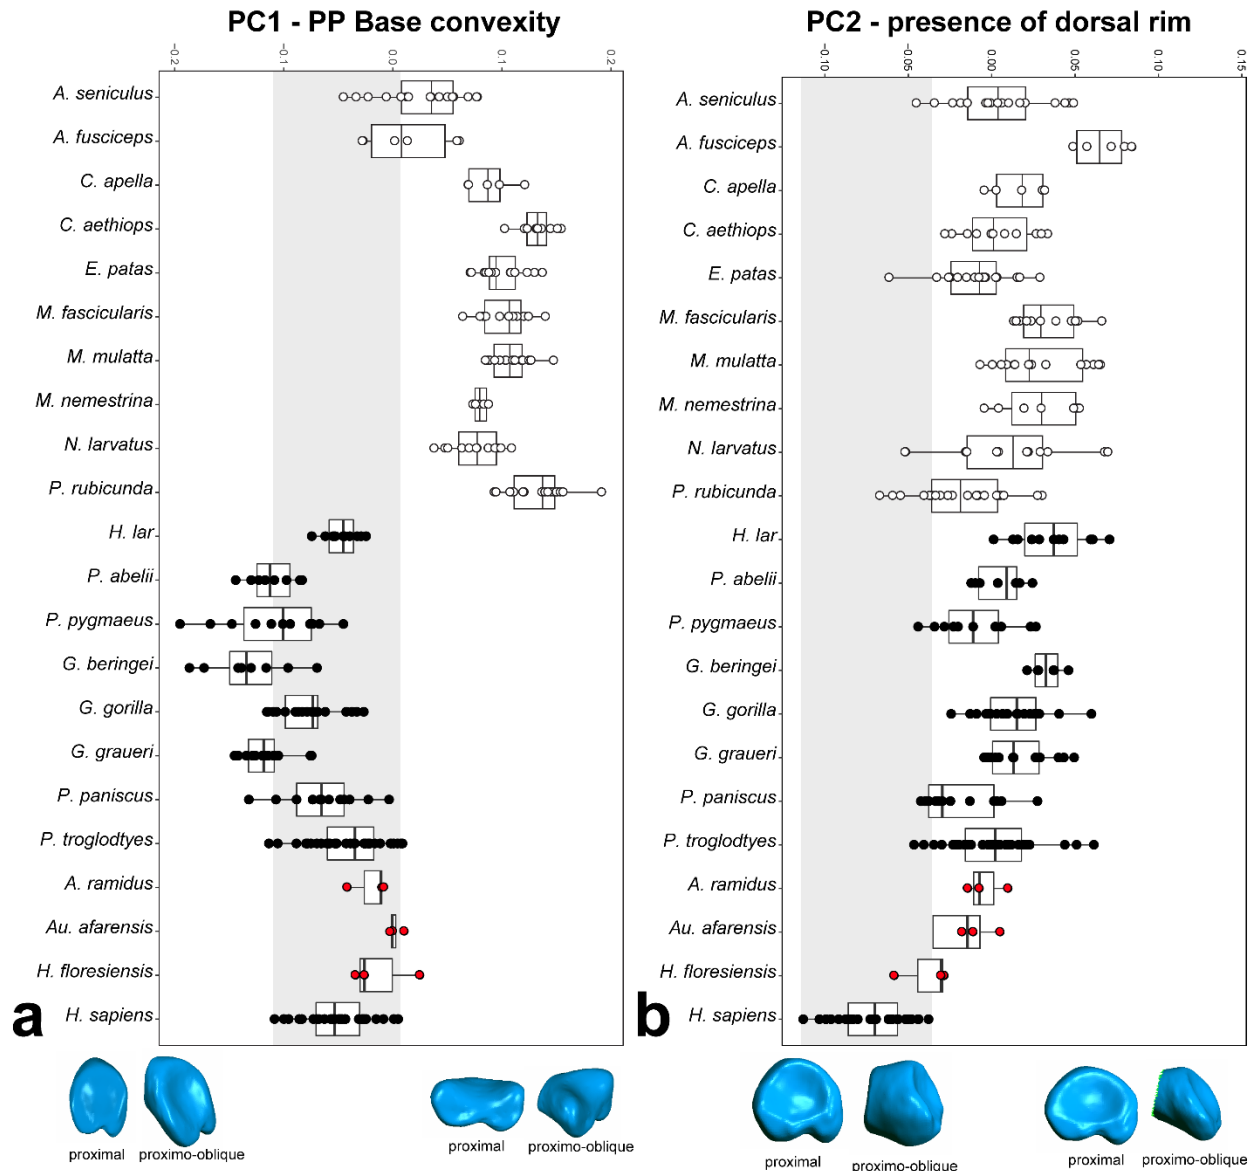 PC1 - PP Base convexity
-0.2
-0.1
0.0
0.1
0.2
A. seniculus
A. fusciceps
C. apella
C. aethiops
E. patas
M. fascicularis
M. mulatta
M. nemestrina
N. larvatus
P. rubicunda
H. lar
P. abelii
P. pygmaeus
G. beringei
G. gorilla
G. graueri
P. paniscus
P. troglodtyes
A. ramidus
Au. afarensis
H. floresiensis
H. sapiens
a
proximal
proximo-oblique
proximal
proximo-oblique
PC2 - presence of dorsal rim
-0.10
-0.05
0.00
0.05
0.10
0.15
A. seniculus
A. fusciceps
C. apella
C. aethiops
E. patas
M. fascicularis
M. mulatta
M. nemestrina
N. larvatus
P. rubicunda
H. lar
P. abelii
P. pygmaeus
G. beringei
G. gorilla
G. graueri
P. paniscus
P. troglodtyes
A. ramidus
Au. afarensis
H. floresiensis
H. sapiens
b
proximal
proximo-oblique
proximal
proximo-oblique